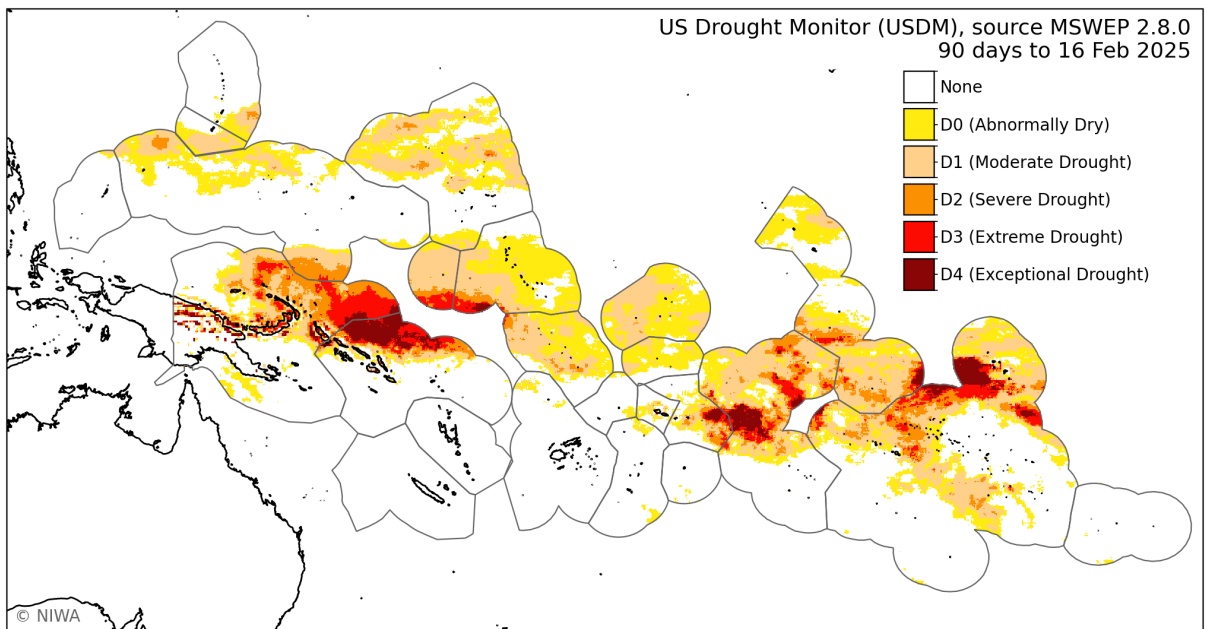 US Drought Monitor (USDM), source MSWEP 2.8.0
90 days to 16 Feb 2025
None
D0 (Abnormally Dry)
D1 (Moderate Drought)
D2 (Severe Drought)
D3 (Extreme Drought)
D4 (Exceptional Drought)
© NIWA